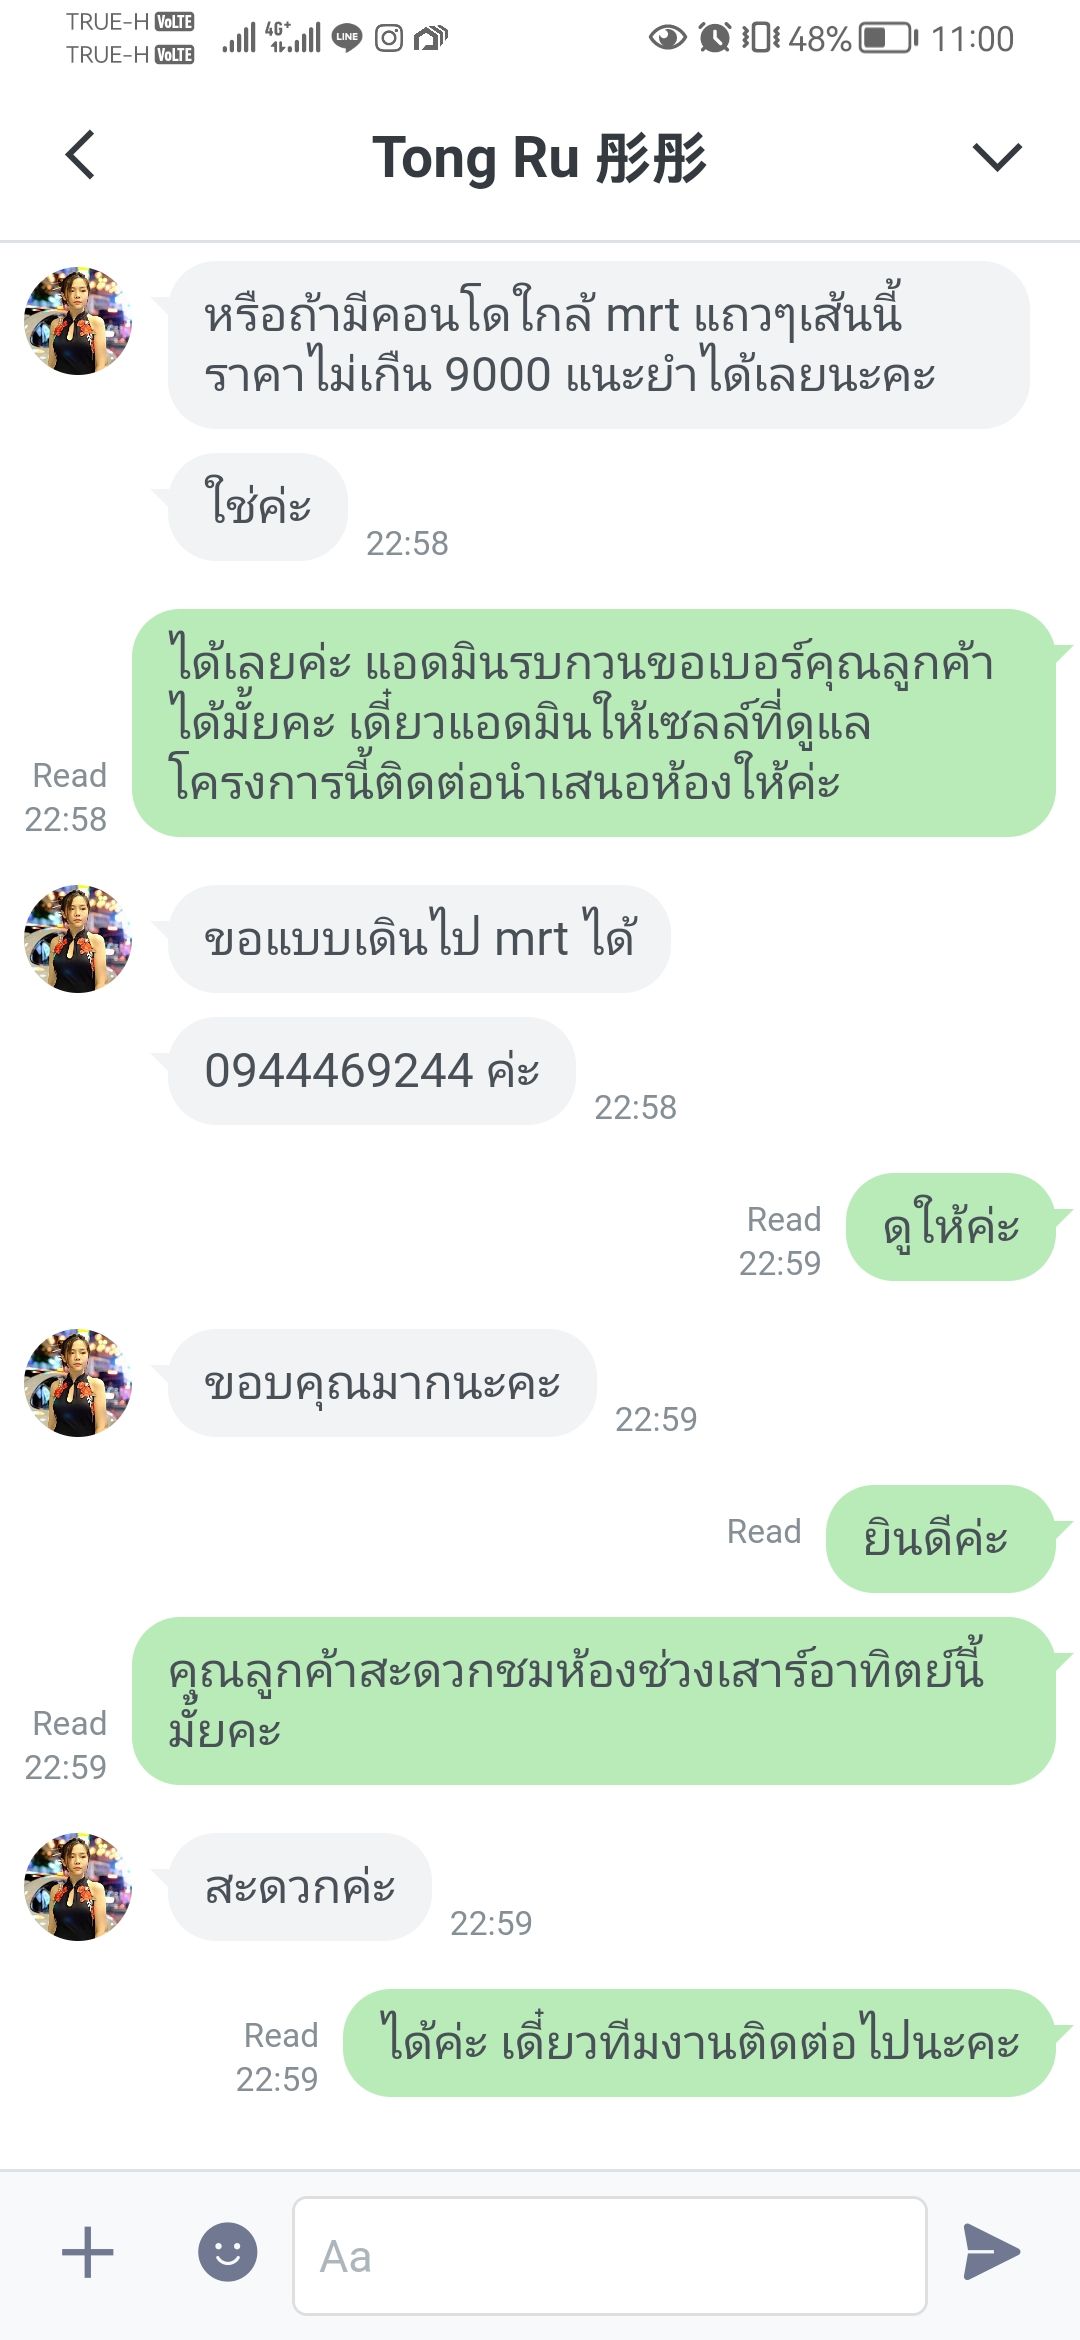 TRUE-H VoLTE
TRUE-H VoLTE
4G+
LINE
48%
11:00
Tong Ru 彤彤
หรือถ้ามีคอนโดใกล้ mrt แถวๆเส้นนี้
ราคาไม่เกืน 9000 แนะยำได้เลยนะคะ
ใช่ค่ะ
22:58
ได้เลยค่ะ แอดมินรบกวนขอเบอร์คุณลูกค้า
ได้มั้ยคะ เดี๋ยวแอดมินให้เซลล์ที่ดูแล
โครงการนี้ติดต่อนำเสนอห้องให้ค่ะ
Read
22:58
ขอแบบเดินไป mrt ได้
0944469244 ค่ะ
22:58
ดูให้ค่ะ
Read
22:59
ขอบคุณมากนะคะ
22:59
Read
ยินดีค่ะ
คุณลูกค้าสะดวกชมห้องช่วงเสาร์อาทิตย์นี้
มั้ยคะ
Read
22:59
สะดวกค่ะ
22:59
ได้ค่ะ เดี๋ยวทีมงานติดต่อไปนะคะ
Read
22:59
Aa